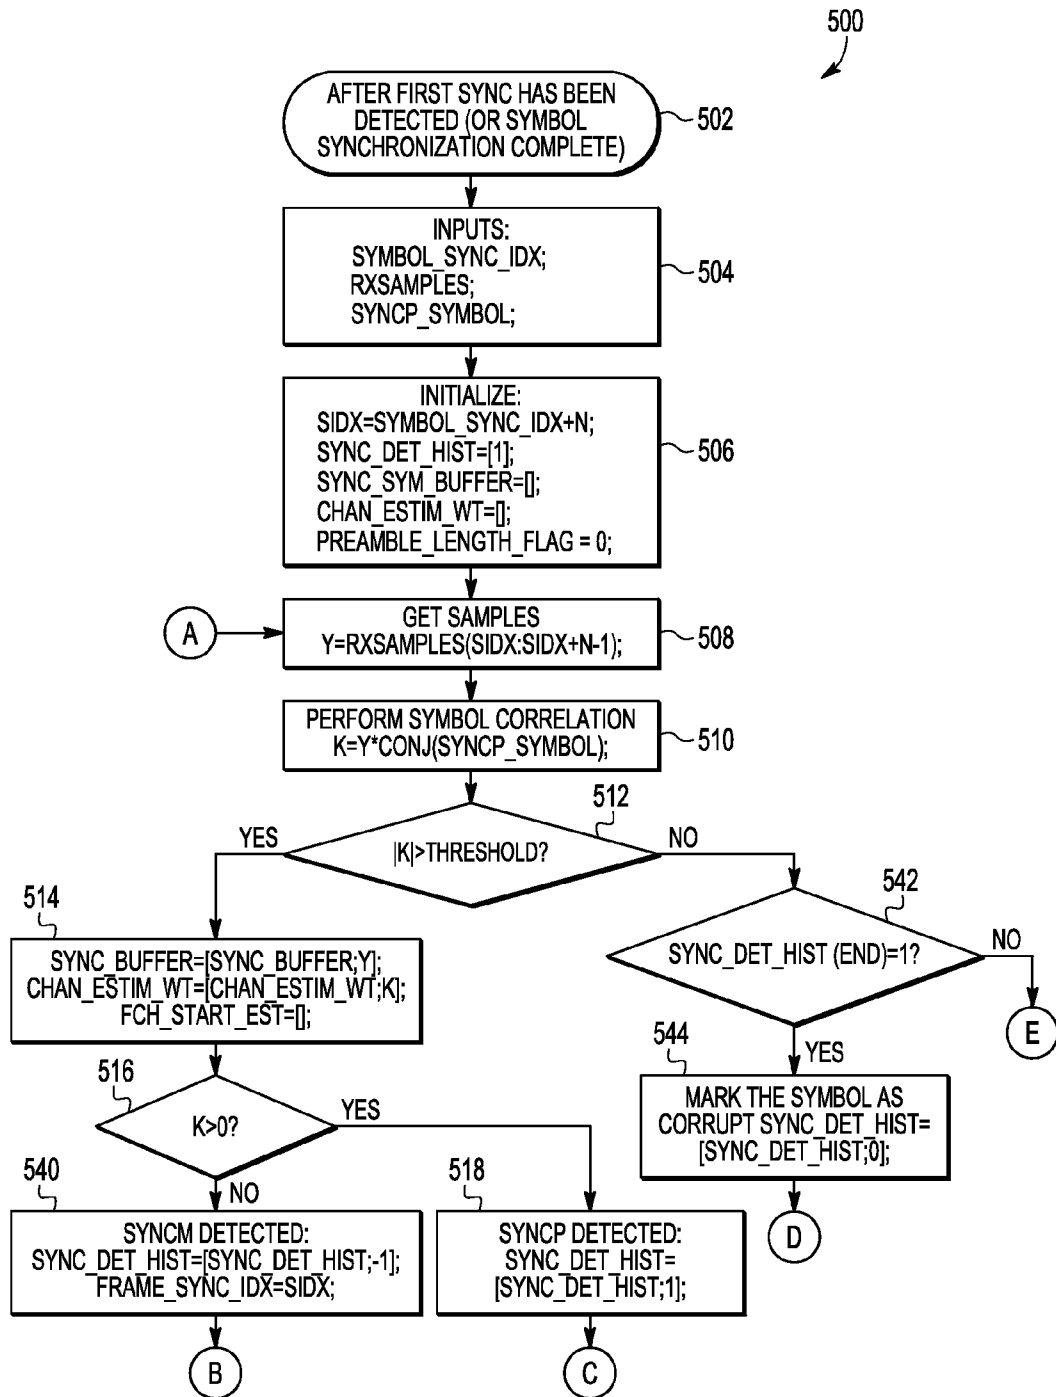 500
AFTER FIRST SYNC HAS BEEN
DETECTED (OR SYMBOL
SYNCHRONIZATION COMPLETE)
502
INPUTS:
SYMBOL_SYNC_IDX;
RXSAMPLES;
SYNCP_SYMBOL;
504
INITIALIZE:
SIDX=SYMBOL_SYNC_IDX+N;
SYNC_DET_HIST=[1];
SYNC_SYM_BUFFER=[];
CHAN_ESTIM_WT=[];
PREAMBLE_LENGTH_FLAG = 0;
506
A
GET SAMPLES
Y=RXSAMPLES(SIDX:SIDX+N-1);
508
PERFORM SYMBOL CORRELATION
K=Y*CONJ(SYNCP_SYMBOL);
510
512
YES
|K|>THRESHOLD?
NO
514
SYNC_BUFFER=[SYNC_BUFFER;Y];
CHAN_ESTIM_WT=[CHAN_ESTIM_WT;K];
FCH_START_EST=[];
542
SYNC_DET_HIST (END)=1?
NO
E
YES
516
K>0?
YES
NO
544
MARK THE SYMBOL AS
CORRUPT SYNC_DET_HIST=
[SYNC_DET_HIST;0];
D
540
SYNCM DETECTED:
SYNC_DET_HIST=[SYNC_DET_HIST;-1];
FRAME_SYNC_IDX=SIDX;
B
518
SYNCP DETECTED:
SYNC_DET_HIST=
[SYNC_DET_HIST;1];
C